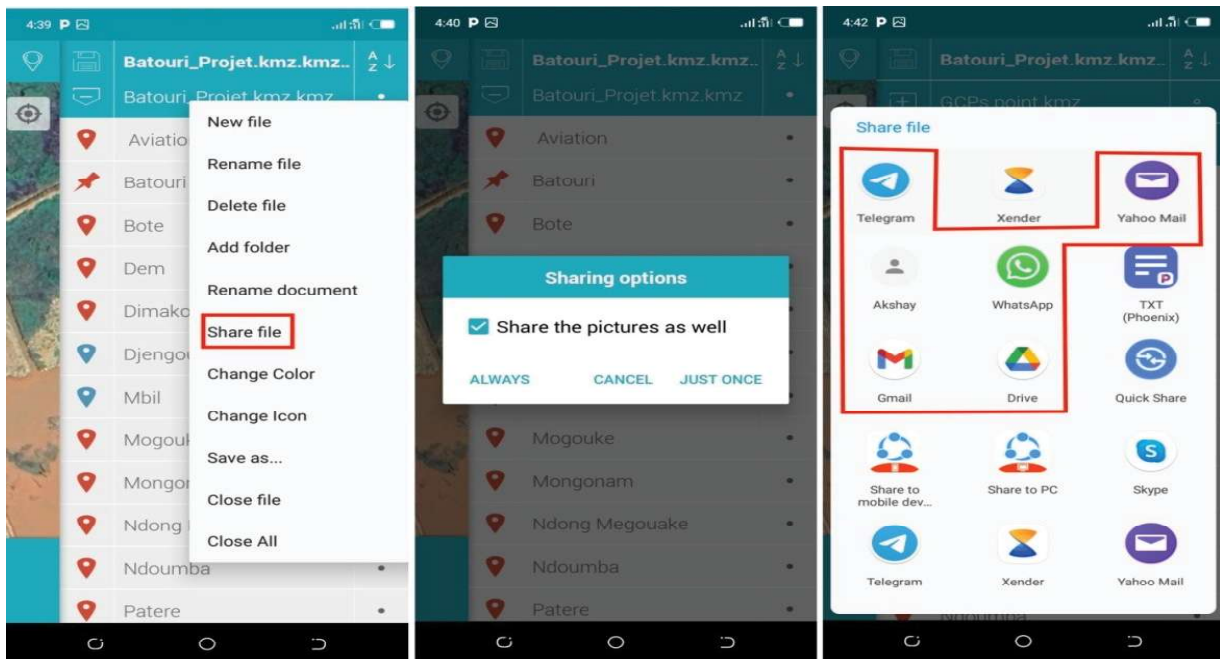 4:39 P
Batouri_Projet.kmz.kmz..
A
Z
Batouri_Projet.kmz.kmz
Aviatio
Batouri
Bote
Dem
Dimako
Djengou
Mbil
Mogouk
Mongon
Ndong
Ndoumba
Patere
New file
Rename file
Delete file
Add folder
Rename document
Share file
Change Color
Change Icon
Save as...
Close file
Close All
4:40 P
Batouri_Projet.kmz.kmz..
A
Z
Batouri_Projet.kmz.kmz
Aviation
Batouri
Bote
Sharing options
Share the pictures as well
ALWAYS CANCEL JUST ONCE
Mogouke
Mongonam
Ndong Megouake
Ndoumba
Patere
4:42 P
Batouri_Projet.kmz.kmz..
A
Z
GCPs point.kmz
Share file
Telegram Xender Yahoo Mail
Akshay WhatsApp TXT
(Phoenix)
P
Gmail Drive Quick Share
S
Share to Share to PC Skype
mobile dev...
Telegram Xender Yahoo Mail
Ndoumba